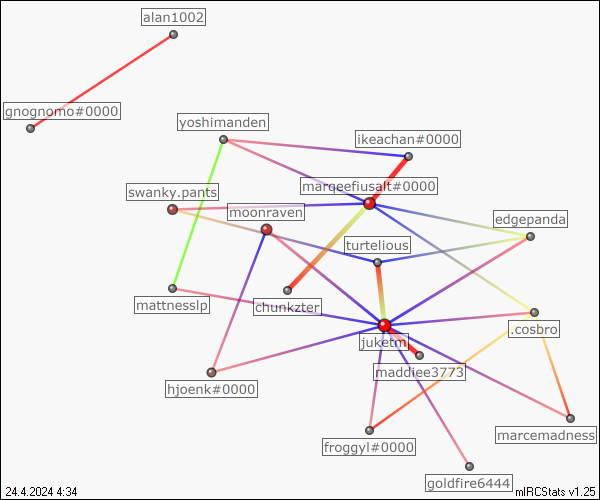 alan1002
gnognomo#0000
yoshimanden
ikeachan#0000
marqeefiusalt#0000
swanky.pants
moonraven
edgepanda
turtelious
mattnesslp
chunkzter
.cosbro
juketm
maddiee3773
hjoenk#0000
marcemadness
froggyl#0000
goldfire6444
24.4.2024 4:34
mIRCStats v1.25